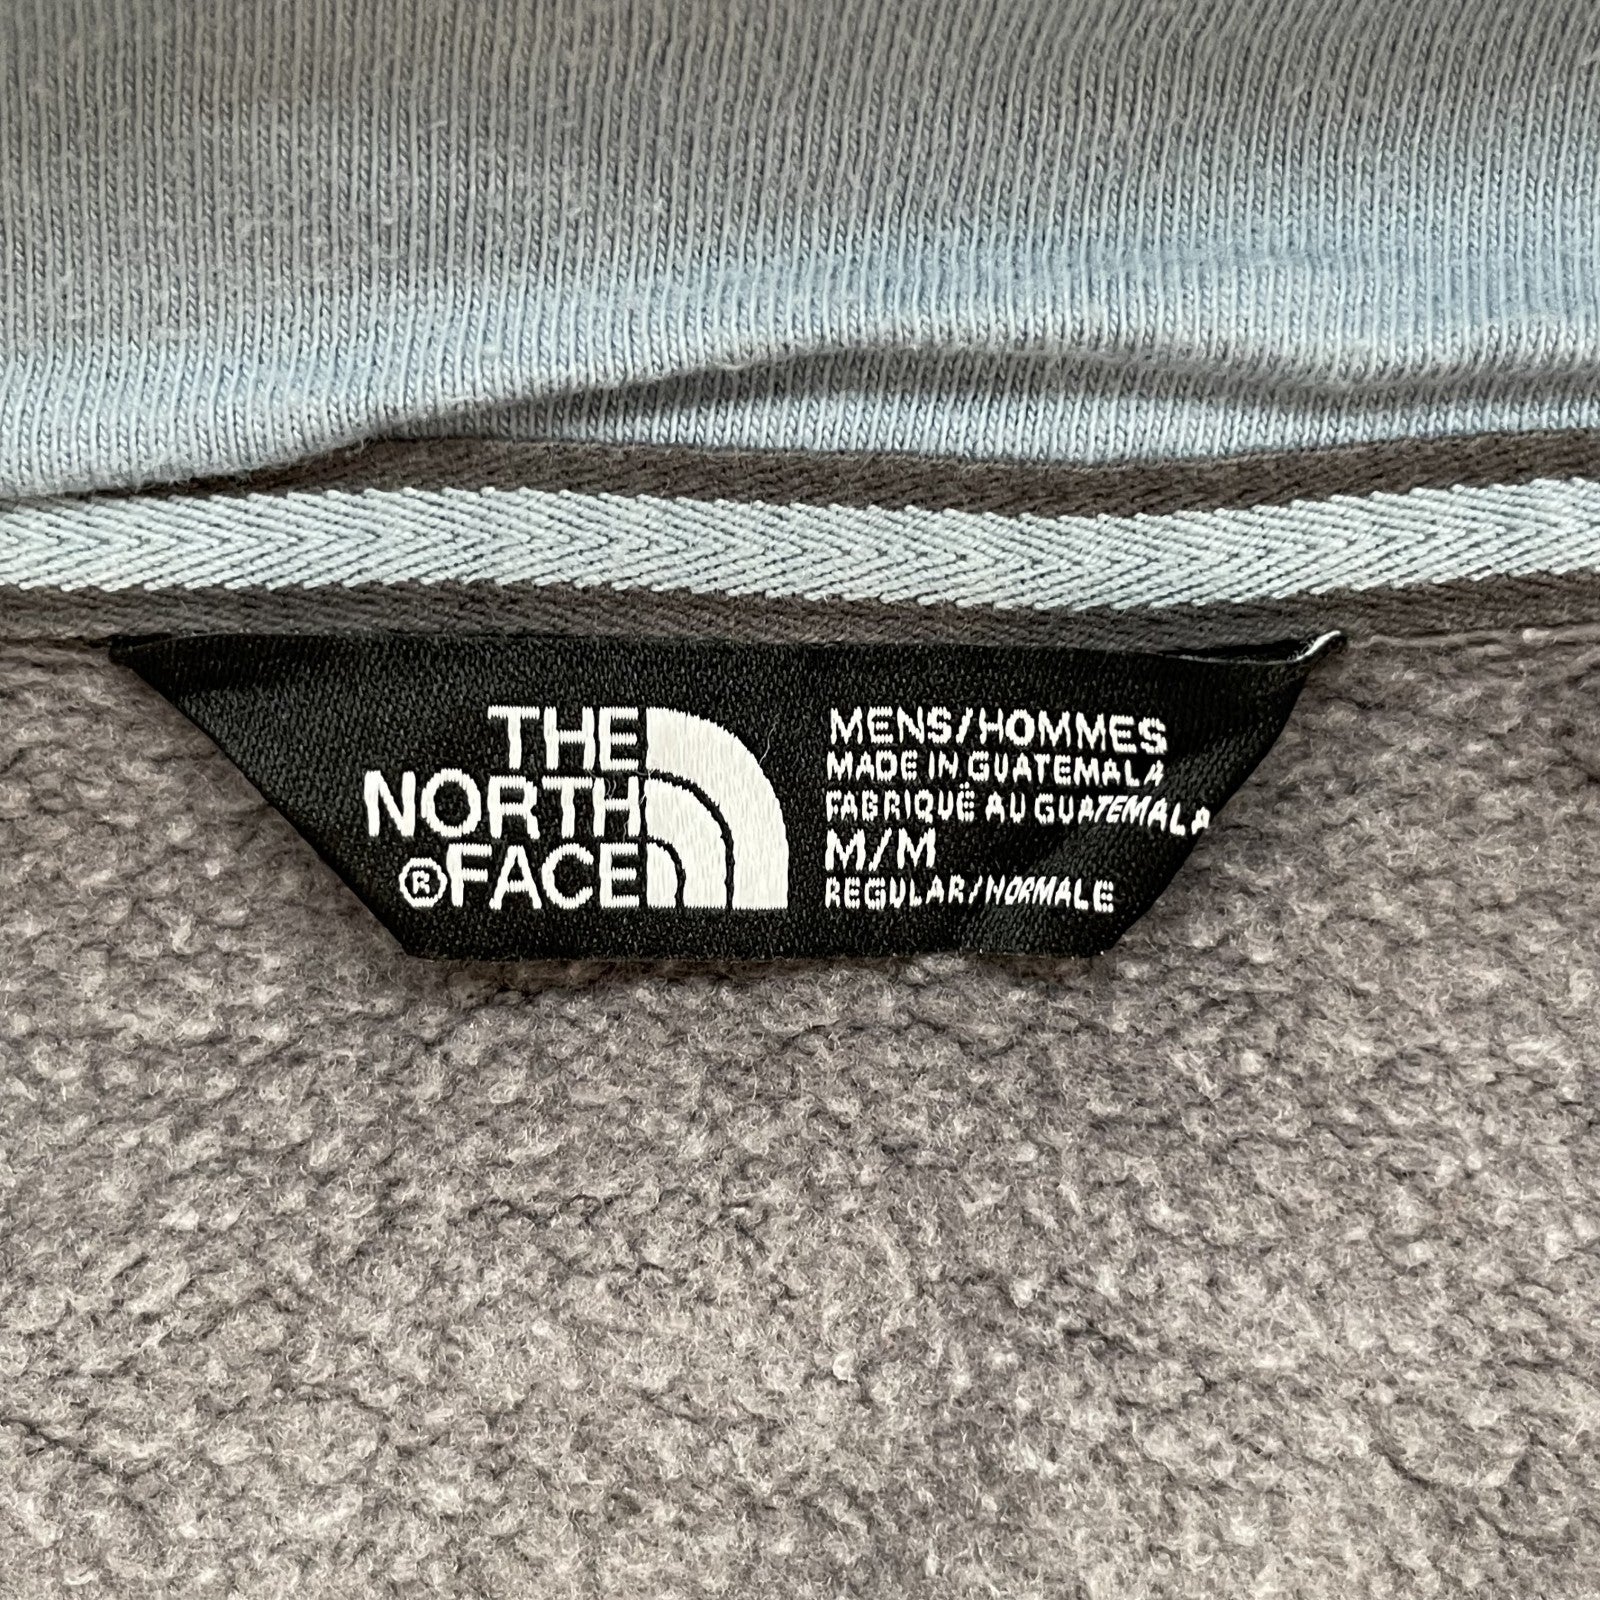 THE
NORTH
®FACE
MENS/HOMMES
MADE IN GUATEMALA
FABRIQUÉ AU GUATEMALA
M/M
REGULAR/NORMALE